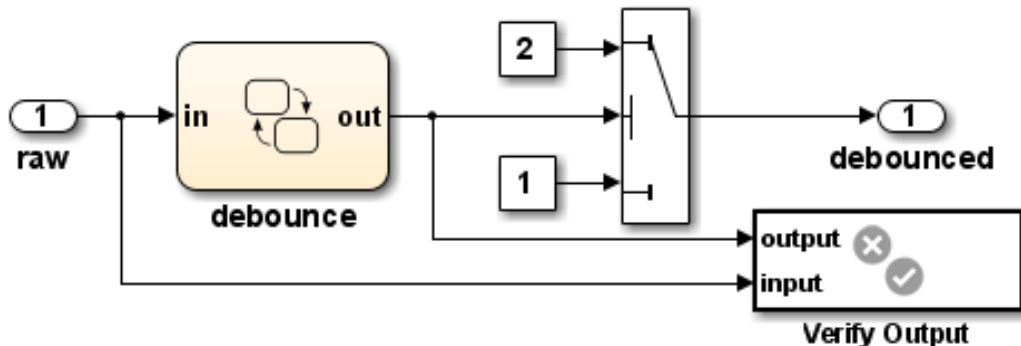 2
1
in
out
1
raw
debounce
1
debounced
output
input
Verify Output